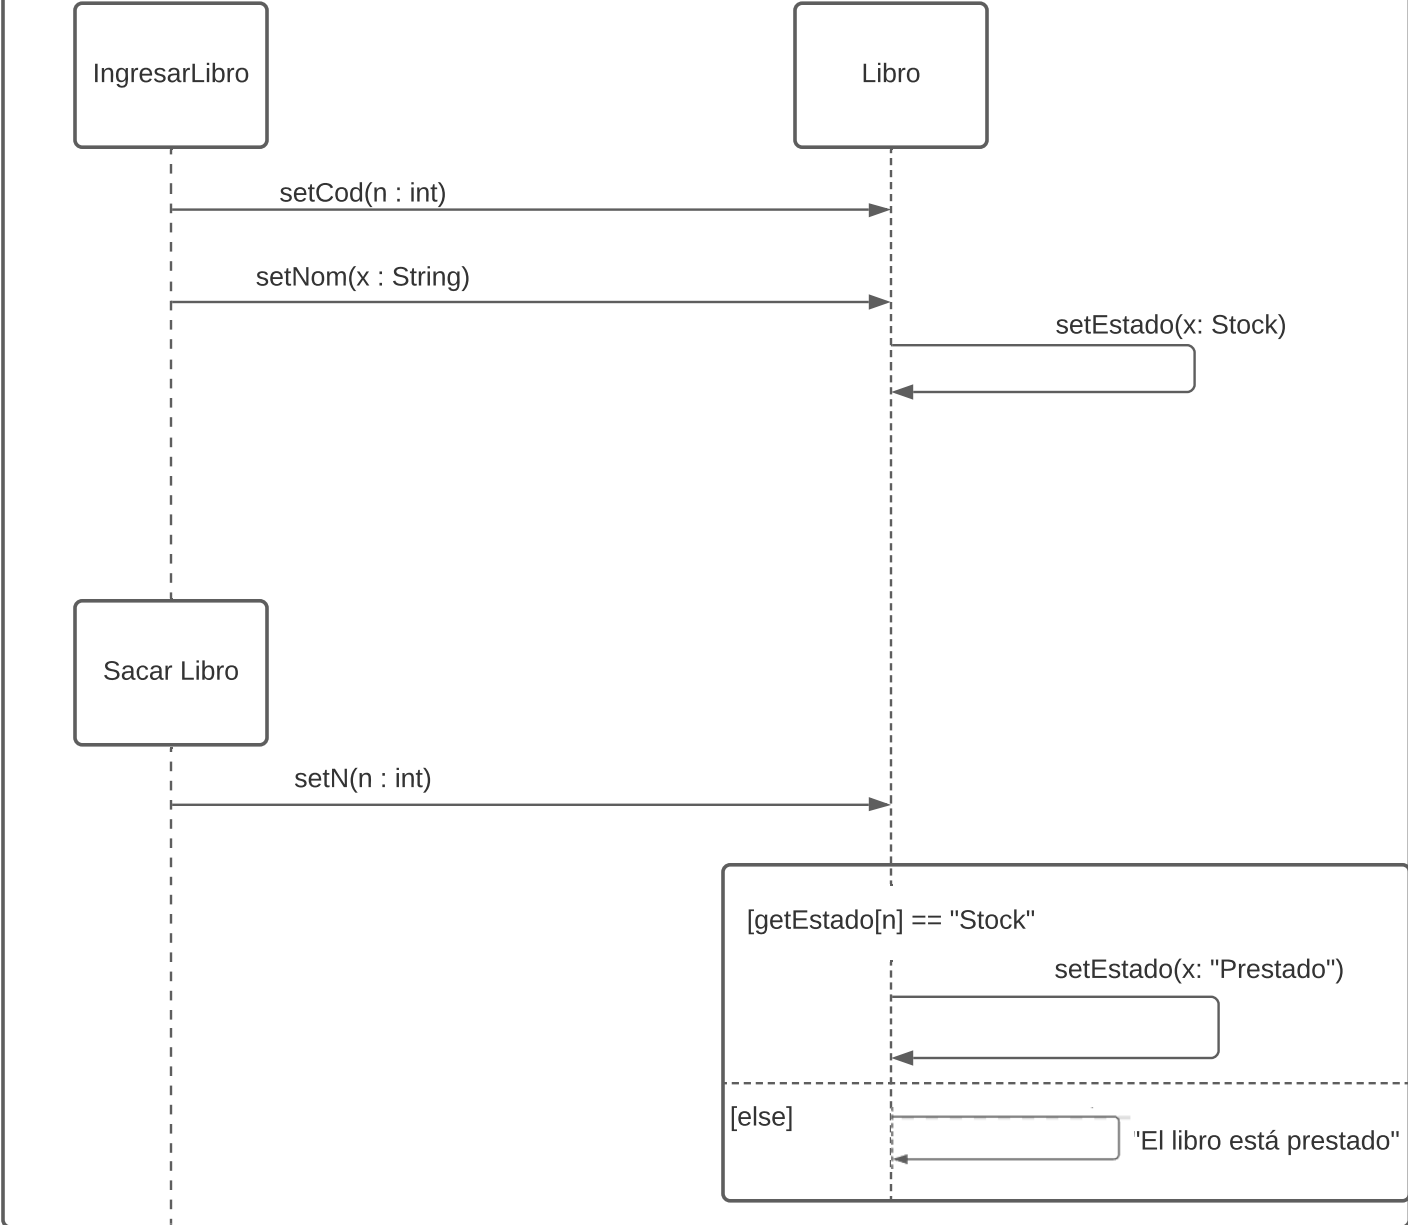 IngresarLibro
Libro
setCod(n : int)
setNom(x : String)
setEstado(x: Stock)
Sacar Libro
setN(n : int)
[getEstado[n] == "Stock"
setEstado(x: "Prestado")
[else]
"El libro está prestado"